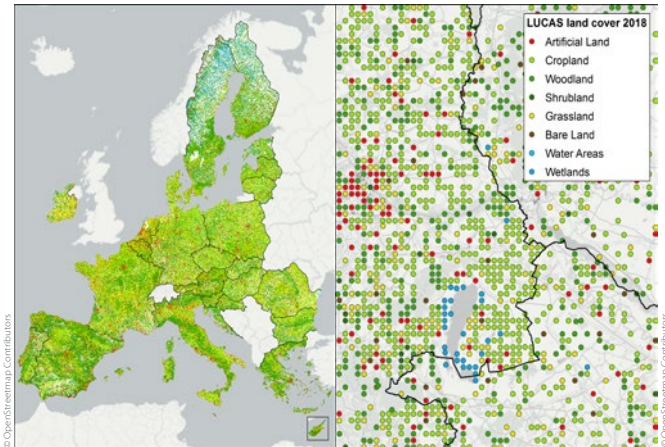 LUCAS land cover 2018
Artificial Land
Cropland
Woodland
Shrubland
Grassland
Bare Land
Water Areas
Wetlands
© OpenStreetmap Contributors
© OpenStreetmap Contributors